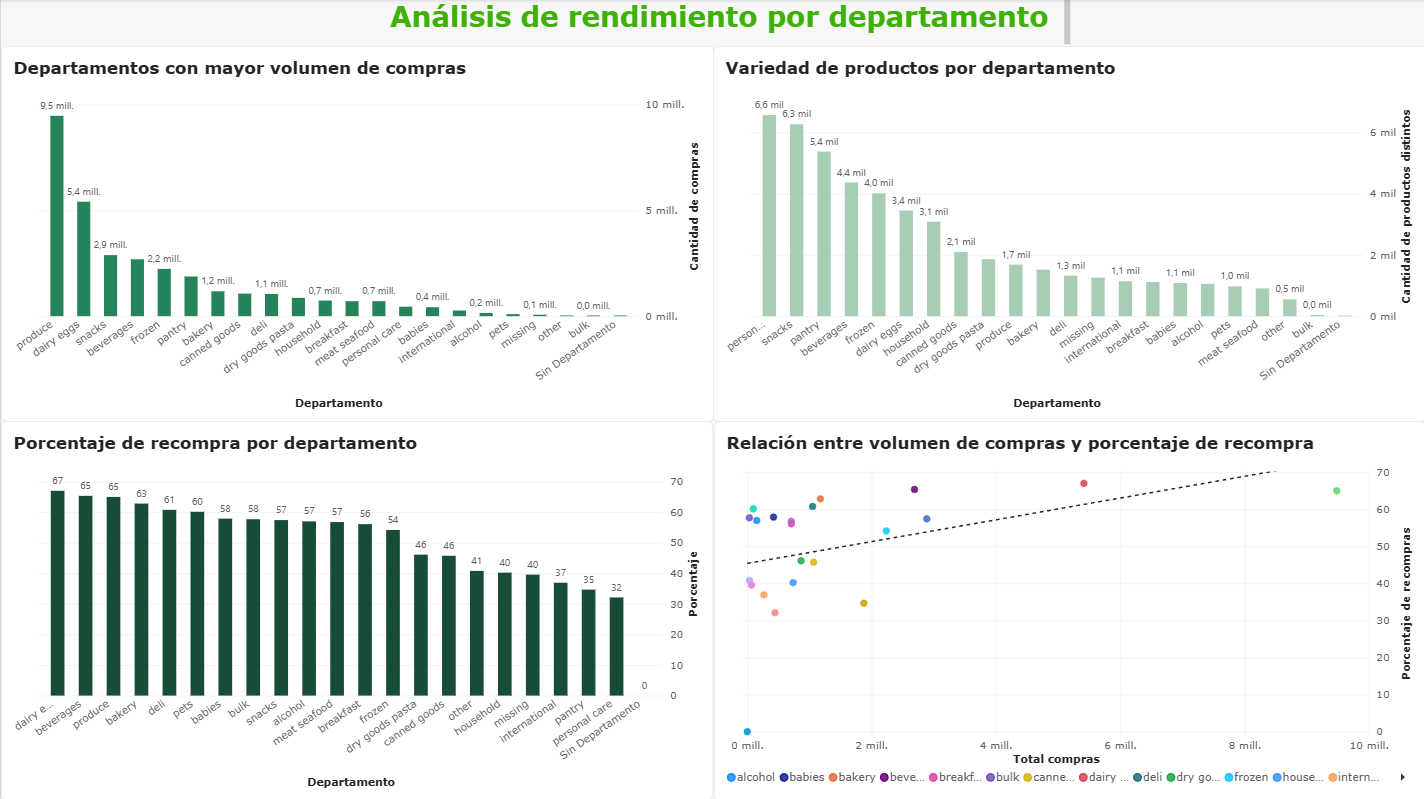 Análisis de rendimiento por departamento
Departamentos con mayor volumen de compras
9,5 mill.
5,4 mill.
2,9 mill.
2,2 mill.
1,2 mill.
1,1 mill.
0,7 mill.
0,7 mill.
0,4 mill.
0,2 mill.
0,1 mill.
0,0 mill.
10 mill.
5 mill.
0 mill.
Cantidad de compras
produce
dairy eggs
snacks
beverages
frozen
pantry
bakery
canned goods
deli
dry goods pasta
household
breakfast
meat seafood
personal care
babies
international
alcohol
pets
missing
other
bulk
Sin Departamento
Departamento
Variedad de productos por departamento
6,6 mil
6,3 mil
5,4 mil
4,4 mil
4,0 mil
3,4 mil
3,1 mil
2,1 mil
1,7 mil
1,3 mil
1,1 mil
1,1 mil
1,0 mil
0,5 mil
0,0 mil
6 mil
4 mil
2 mil
0 mil
Cantidad de productos distintos
person...
snacks
pantry
beverages
frozen
dairy eggs
household
canned goods
dry goods pasta
produce
bakery
deli
missing
international
breakfast
babies
alcohol
pets
meat seafood
other
bulk
Sin Departamento
Departamento
Porcentaje de recompra por departamento
67
65
65
63
61
60
58
58
57
57
57
56
54
46
46
41
40
40
37
35
32
0
70
60
50
40
30
20
10
0
Porcentaje
dairy e...
beverages
produce
bakery
deli
pets
babies
bulk
snacks
alcohol
meat seafood
breakfast
frozen
dry goods pasta
canned goods
other
household
missing
international
pantry
personal care
Sin Departamento
Departamento
Relación entre volumen de compras y porcentaje de recompra
70
60
50
40
30
20
10
0
Porcentaje de recompras
0 mill.
2 mill.
4 mill.
6 mill.
8 mill.
10 mill.
Total compras
alcohol babies bakery beve... breakf... bulk canne... dairy ... deli dry go... frozen house... intern...